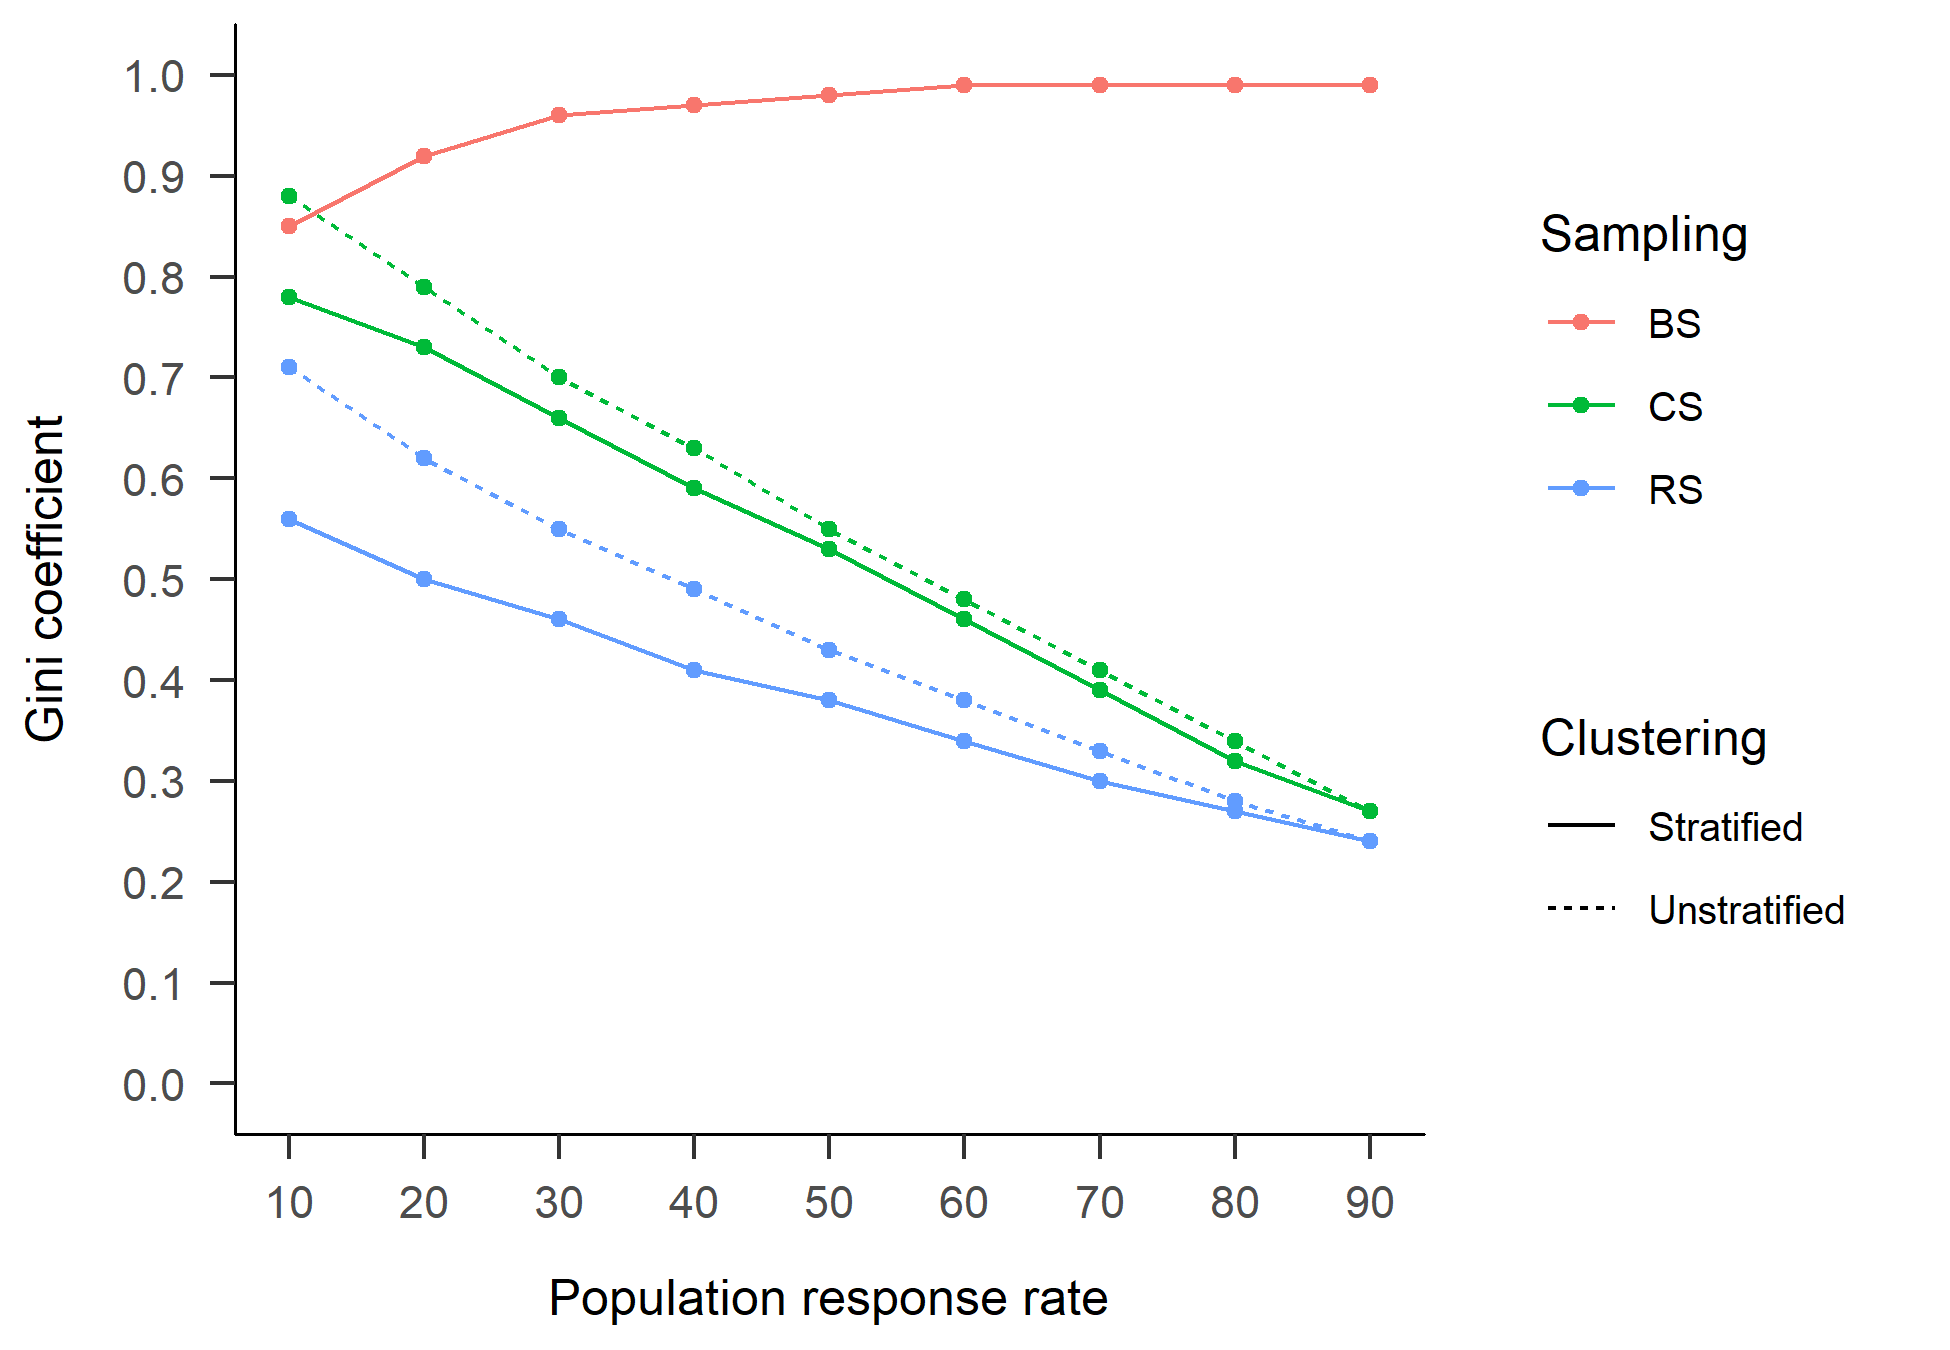 1.0
0.9
0.8
0.7
0.6
0.5
0.4
0.3
0.2
0.1
0.0
Gini coefficient
10 20 30 40 50 60 70 80 90
Population response rate
Sampling
BS
CS
RS
Clustering
Stratified
Unstratified